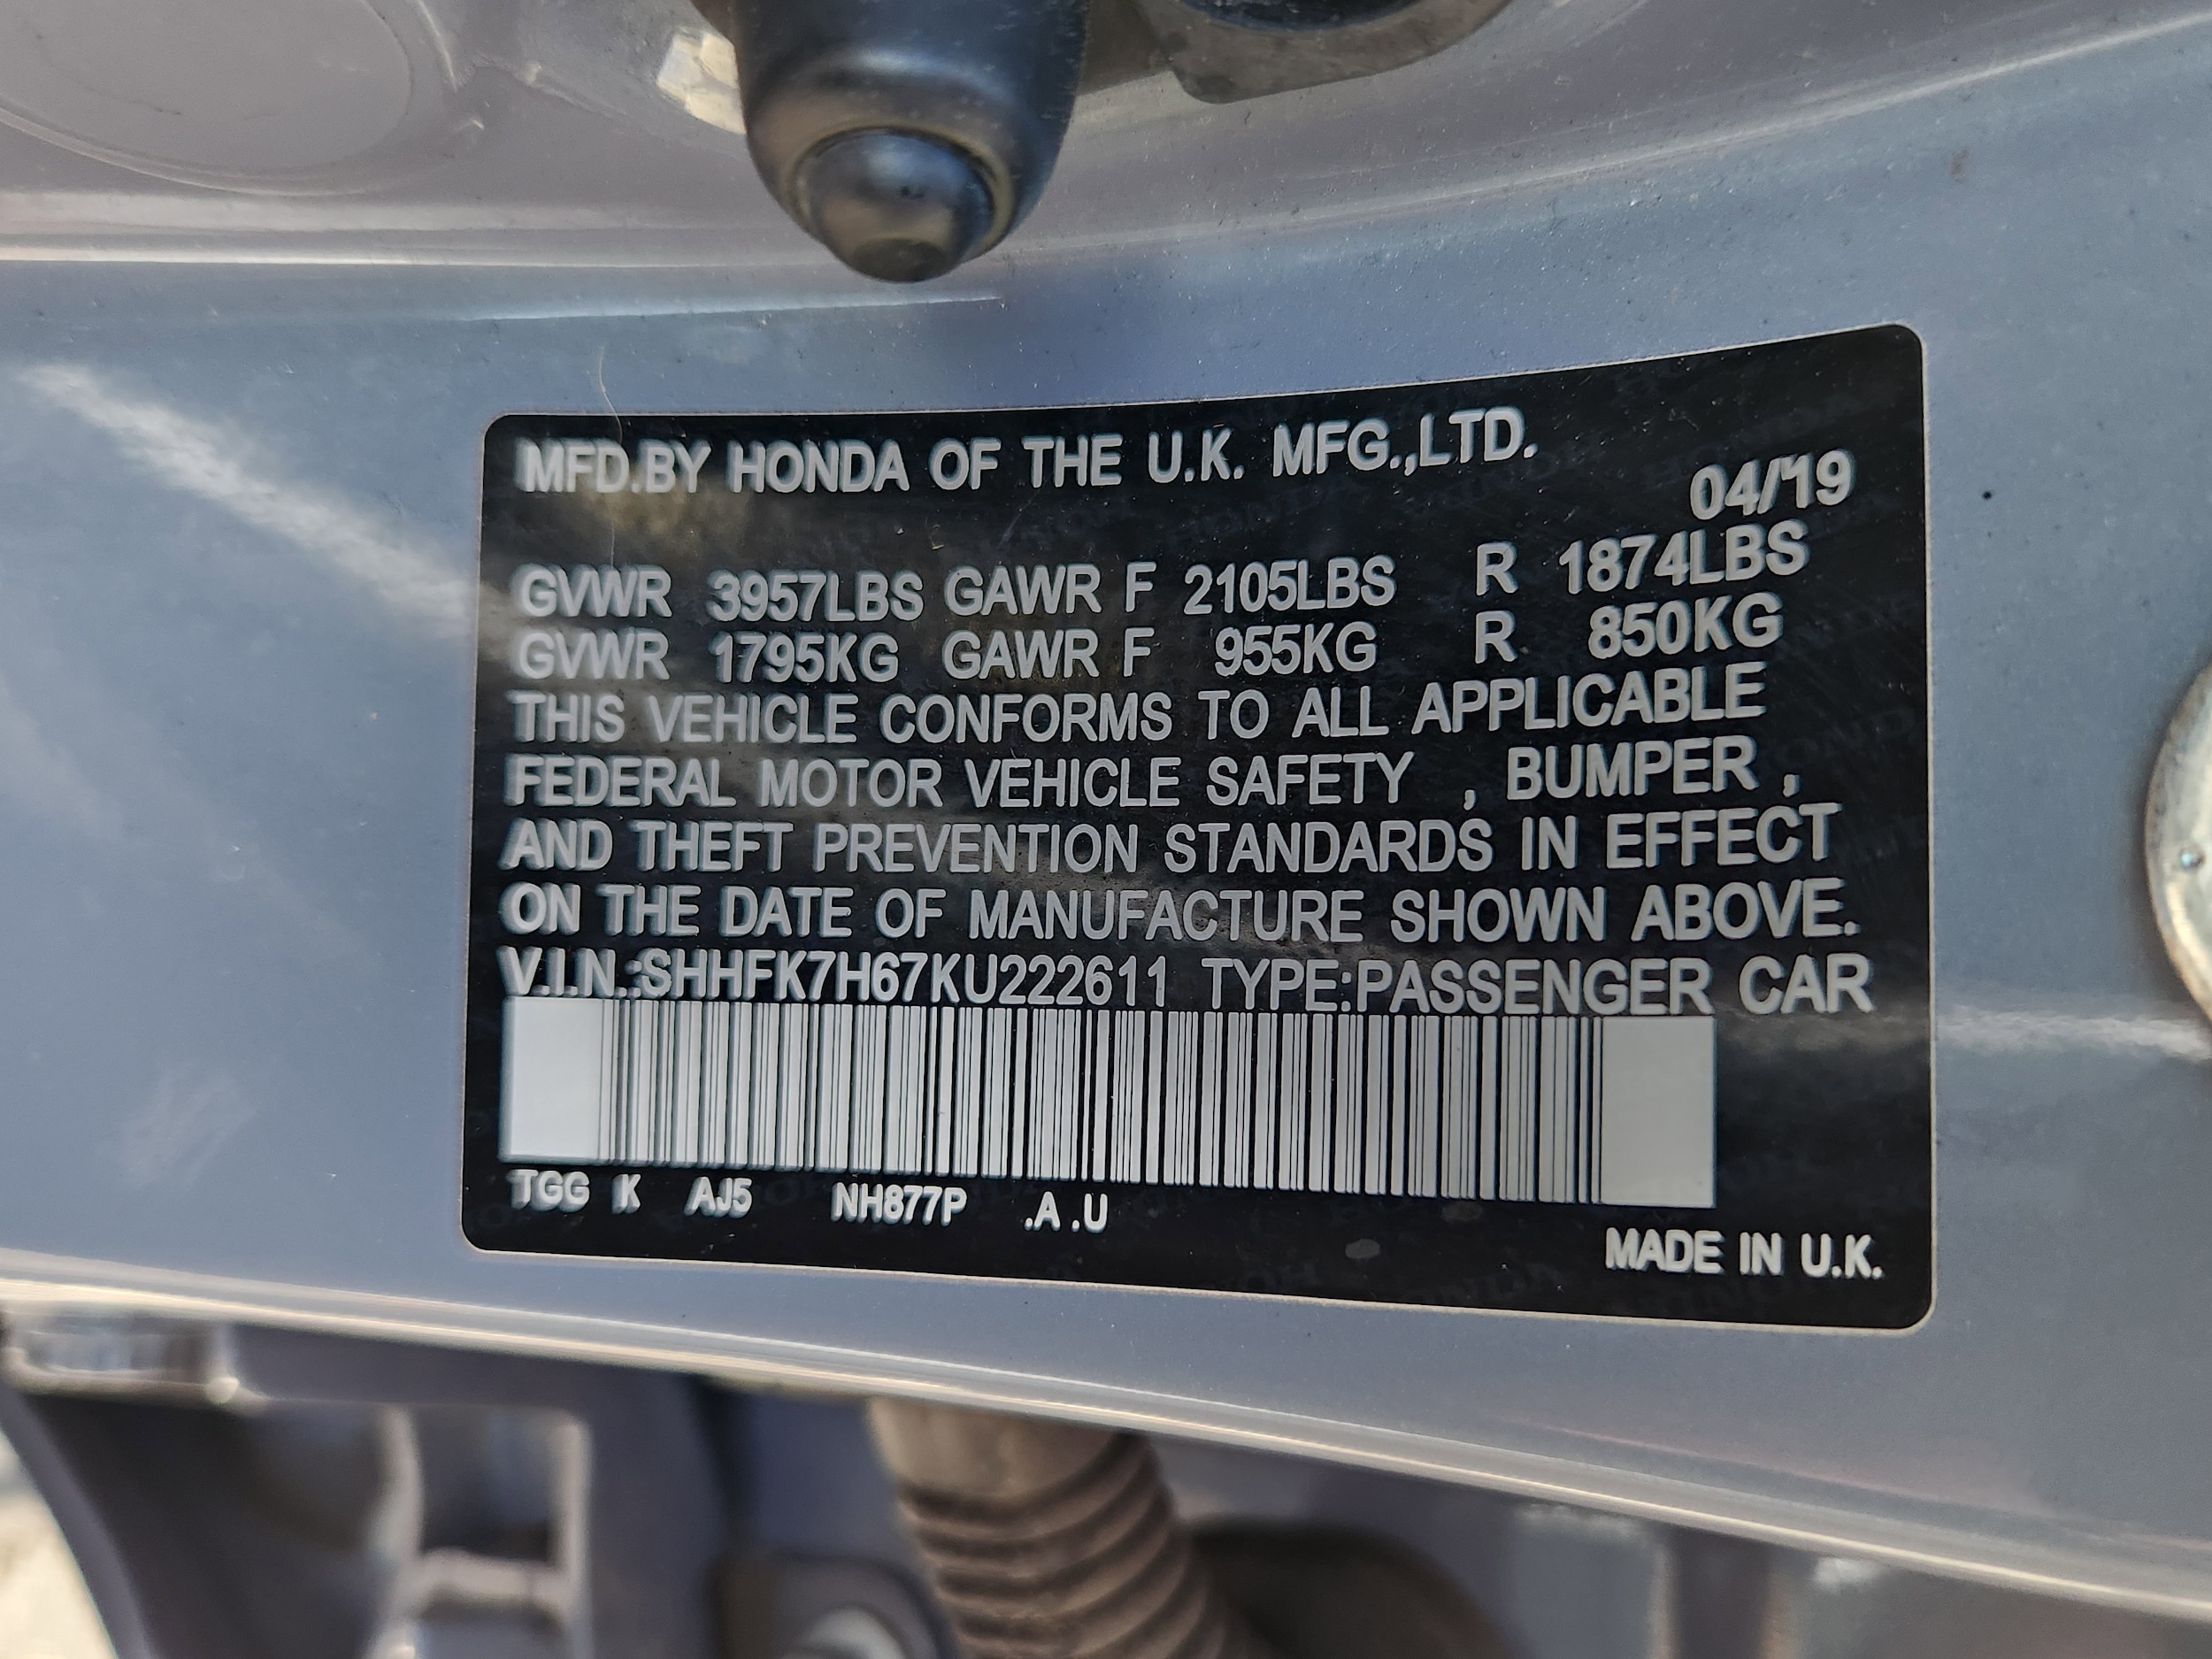 MFD.BY HONDA OF THE U.K. MFG.,LTD.
04/'19
GVWR 3957LBS GAWR F 2105LBS R 1874LBS
GVWR 1795KG GAWR F 955KG R 850KG
THIS VEHICLE CONFORMS TO ALL APPLICABLE
FEDERAL MOTOR VEHICLE SAFETY , BUMPER ,
AND THEFT PREVENTION STANDARDS IN EFFECT
ON THE DATE OF MANUFACTURE SHOWN ABOVE.
V.I.N.:SHHFK7H67KU222611 TYPE:PASSENGER CAR
TGG K AJ5 NH877P .A .U
MADE IN U.K.